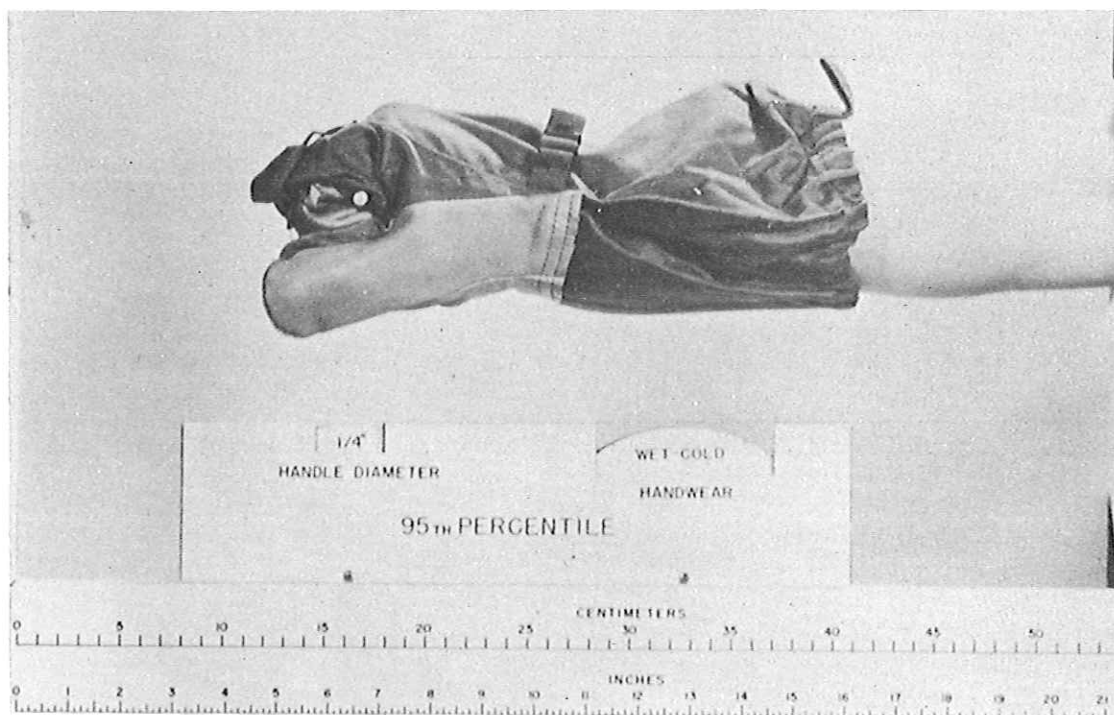 1/4"
HANDLE DIAMETER
WET-COLD
HANDWEAR
95TH PERCENTILE
CENTIMETERS
0 5 10 15 20 25 30 35 40 45 50
INCHES
0 1 2 3 4 5 6 7 8 9 10 11 12 13 14 15 16 17 18 19 20 21